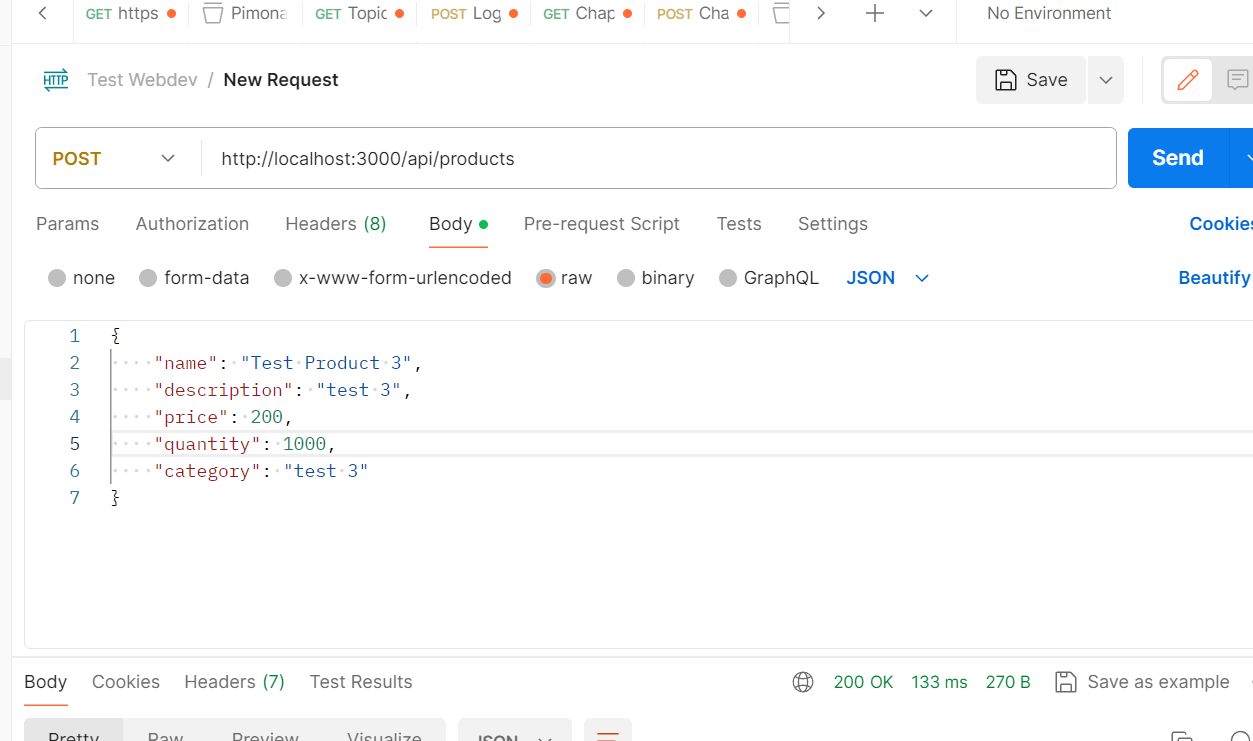 GET https GET Topic POST Log GET Chap POST Cha No Environment
HTTP Test Webdev / New Request Save
POST http://localhost:3000/api/products Send
Params Authorization Headers (8) Body Pre-request Script Tests Settings Cookies
none form-data x-www-form-urlencoded raw binary GraphQL JSON Beautify
1 {
2 "name": "Test Product 3",
3 "description": "test 3",
4 "price": 200,
5 "quantity": 1000,
6 "category": "test 3"
7 }
Body Cookies Headers (7) Test Results 200 OK 133 ms 270 B Save as example
Pretty Raw Preview Visualize JSON